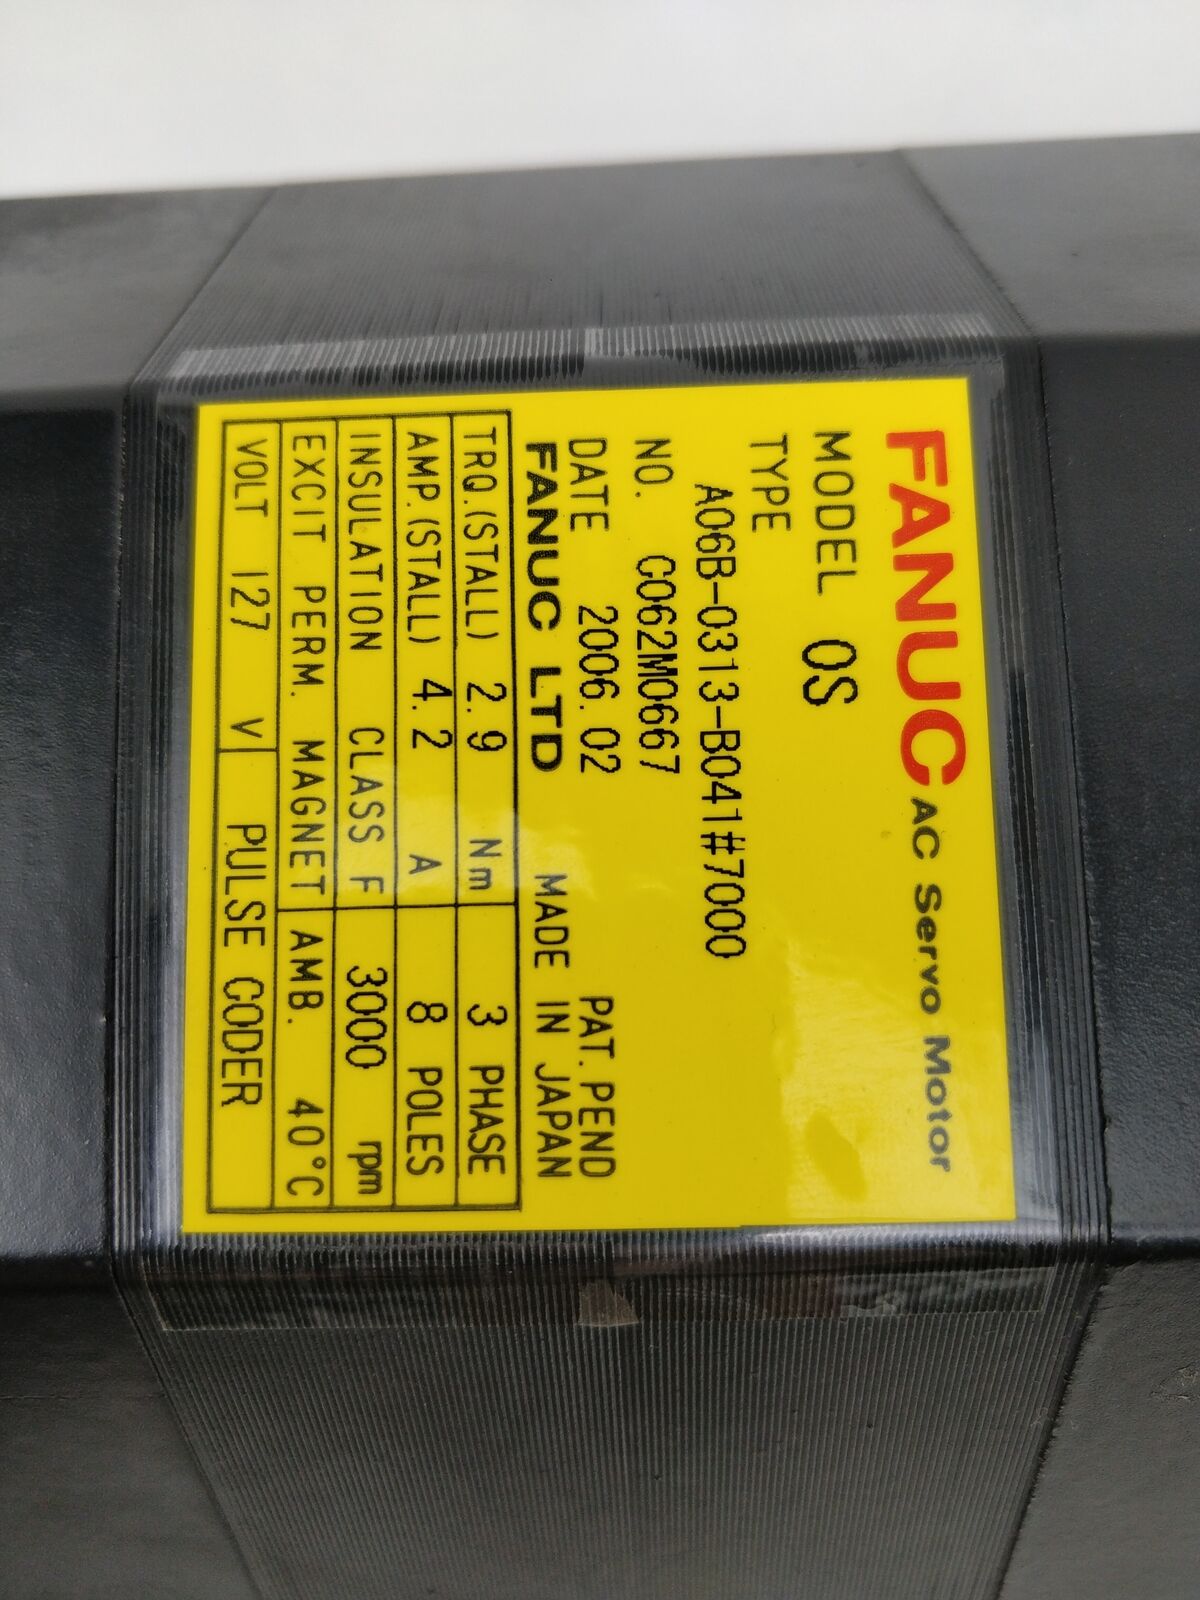 FANUC AC Servo Motor
MODEL 0S
TYPE
A06B-0313-B041#7000
NO. C062M0667
DATE 2006.02 PAT. PEND
FANUC LTD MADE IN JAPAN
TRQ.(STALL) 2.9 Nm 3 PHASE
AMP.(STALL) 4.2 A 8 POLES
INSULATION CLASS F 3000 rpm
EXCIT PERM. MAGNET AMB. 40°C
VOLT 127 V PULSE CODER